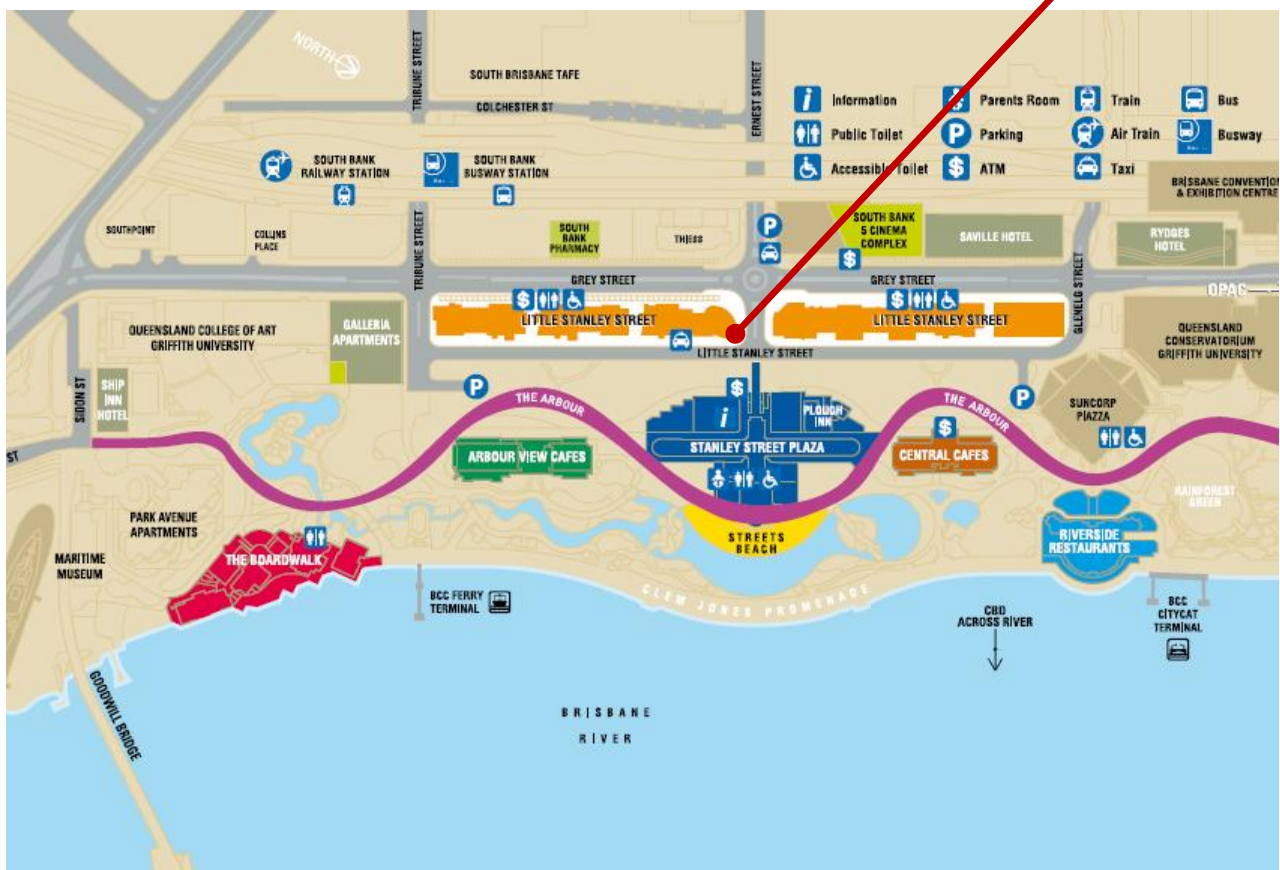 NORTH
TRIBUNE STREET
SOUTH BRISBANE TAFE
COLCHESTER ST
ERNEST STREET
i Information
Parents Room
Train
Bus
Public Toilet
P Parking
Air Train
Busway
Accessible Toilet
$ ATM
Taxi
SOUTH BANK
RAILWAY STATION
SOUTH BANK
BUSWAY STATION
BRISBANE CONVENTION
& EXHIBITION CENTRE
SOUTHPOINT
COLLINS
PLACE
TRIBUNE STREET
SOUTH
BANK
PHARMACY
THIESS
P
SOUTH BANK
5 CINEMA
COMPLEX
$
SAVILLE HOTEL
GLENELG STREET
RYDGES
HOTEL
GREY STREET
GREY STREET
QPAC
$
LITTLE STANLEY STREET
$
LITTLE STANLEY STREET
LITTLE STANLEY STREET
QUEENSLAND COLLEGE OF ART
GRIFFITH UNIVERSITY
GALLERIA
APARTMENTS
QUEENSLAND
CONSERVATORIUM
GRIFFITH UNIVERSITY
SIDON ST
SHIP
INN
HOTEL
P
THE ARBOUR
$
i
PLOUGH
INN
THE ARBOUR
P
SUNCORP
PIAZZA
ST
ARBOUR VIEW CAFES
STANLEY STREET PLAZA
$
CENTRAL CAFES
RAINFOREST
GREEN
PARK AVENUE
APARTMENTS
MARITIME
MUSEUM
THE BOARDWALK
STREETS
BEACH
RIVERSIDE
RESTAURANTS
BCC FERRY
TERMINAL
CLEM JONES PROMENADE
CBD
ACROSS RIVER
BCC
CITYCAT
TERMINAL
GOODWILL BRIDGE
BRISBANE
RIVER